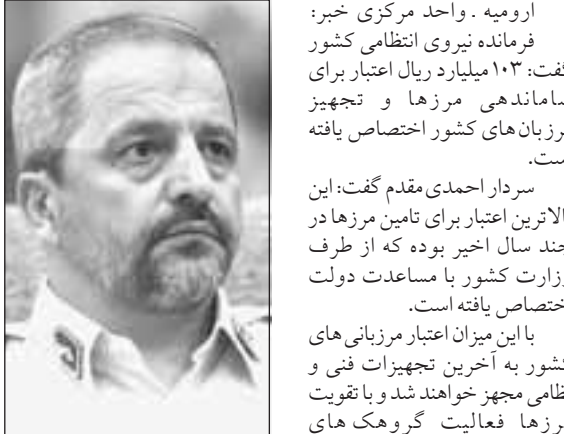 ارومیه ـ واحد مرکزی خبر:
فرمانده نیروی انتظامی کشور
گفت: ۱۰۳میلیارد ریال اعتبار برای
ساماندهی مرزها و تجهیز
مرزبان‌های کشور اختصاص یافته
است.
سردار احمدی‌مقدم گفت: این
بالاترین اعتبار برای تامین مرزها در
چند سال اخیر بوده که از طرف
وزارت کشور با مساعدت دولت
اختصاص یافته است.
با این میزان اعتبار مرزبانی‌های
کشور به آخرین تجهیزات فنی و
نظامی مجهز خواهند شد و با تقویت
مرزها فعالیت گروهک‌های